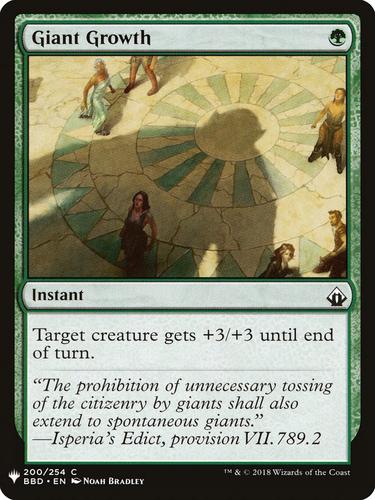 Giant Growth
Instant
Target creature gets +3/+3 until end
of turn.
“The prohibition of unnecessary tossing
of the citizenry by giants shall also
extend to spontaneous giants.”
—Isperia’s Edict, provision VII.789.2
200/254 C
BBD • EN Noah Bradley
™ & © 2018 Wizards of the Coast